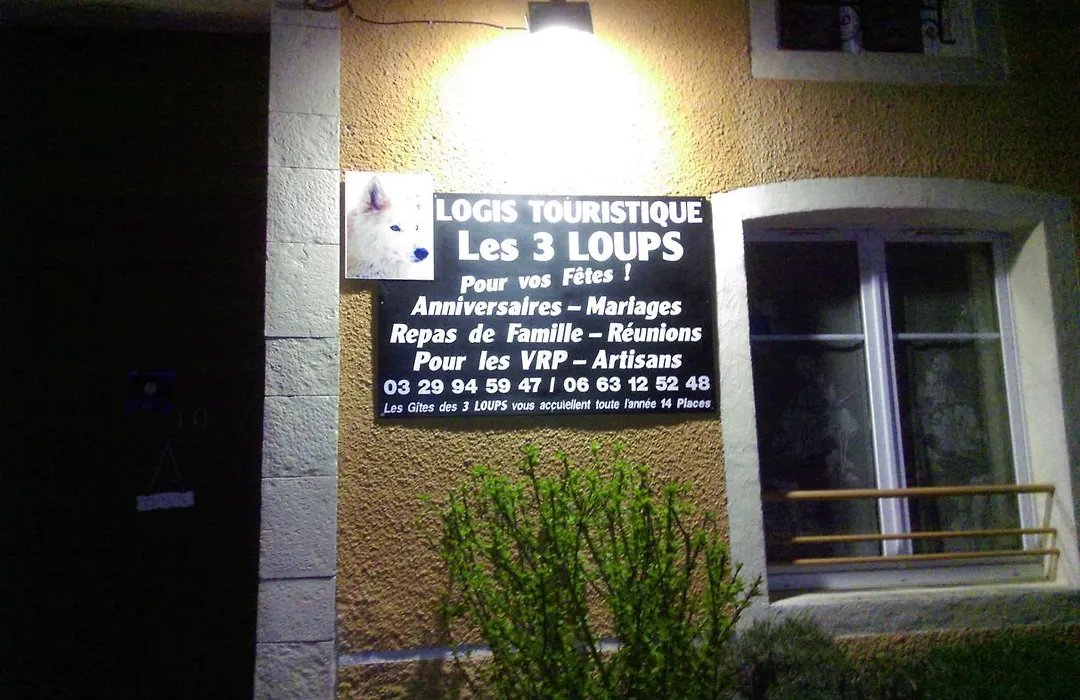 LOGIS TOURISTIQUE
Les 3 LOUPS
Pour vos Fêtes !
Anniversaires – Mariages
Repas de Famille – Réunions
Pour les VRP – Artisans
03 29 94 59 47 / 06 63 12 52 48
Les Gîtes des 3 LOUPS vous accuiellent toute l'année 14 Places
10